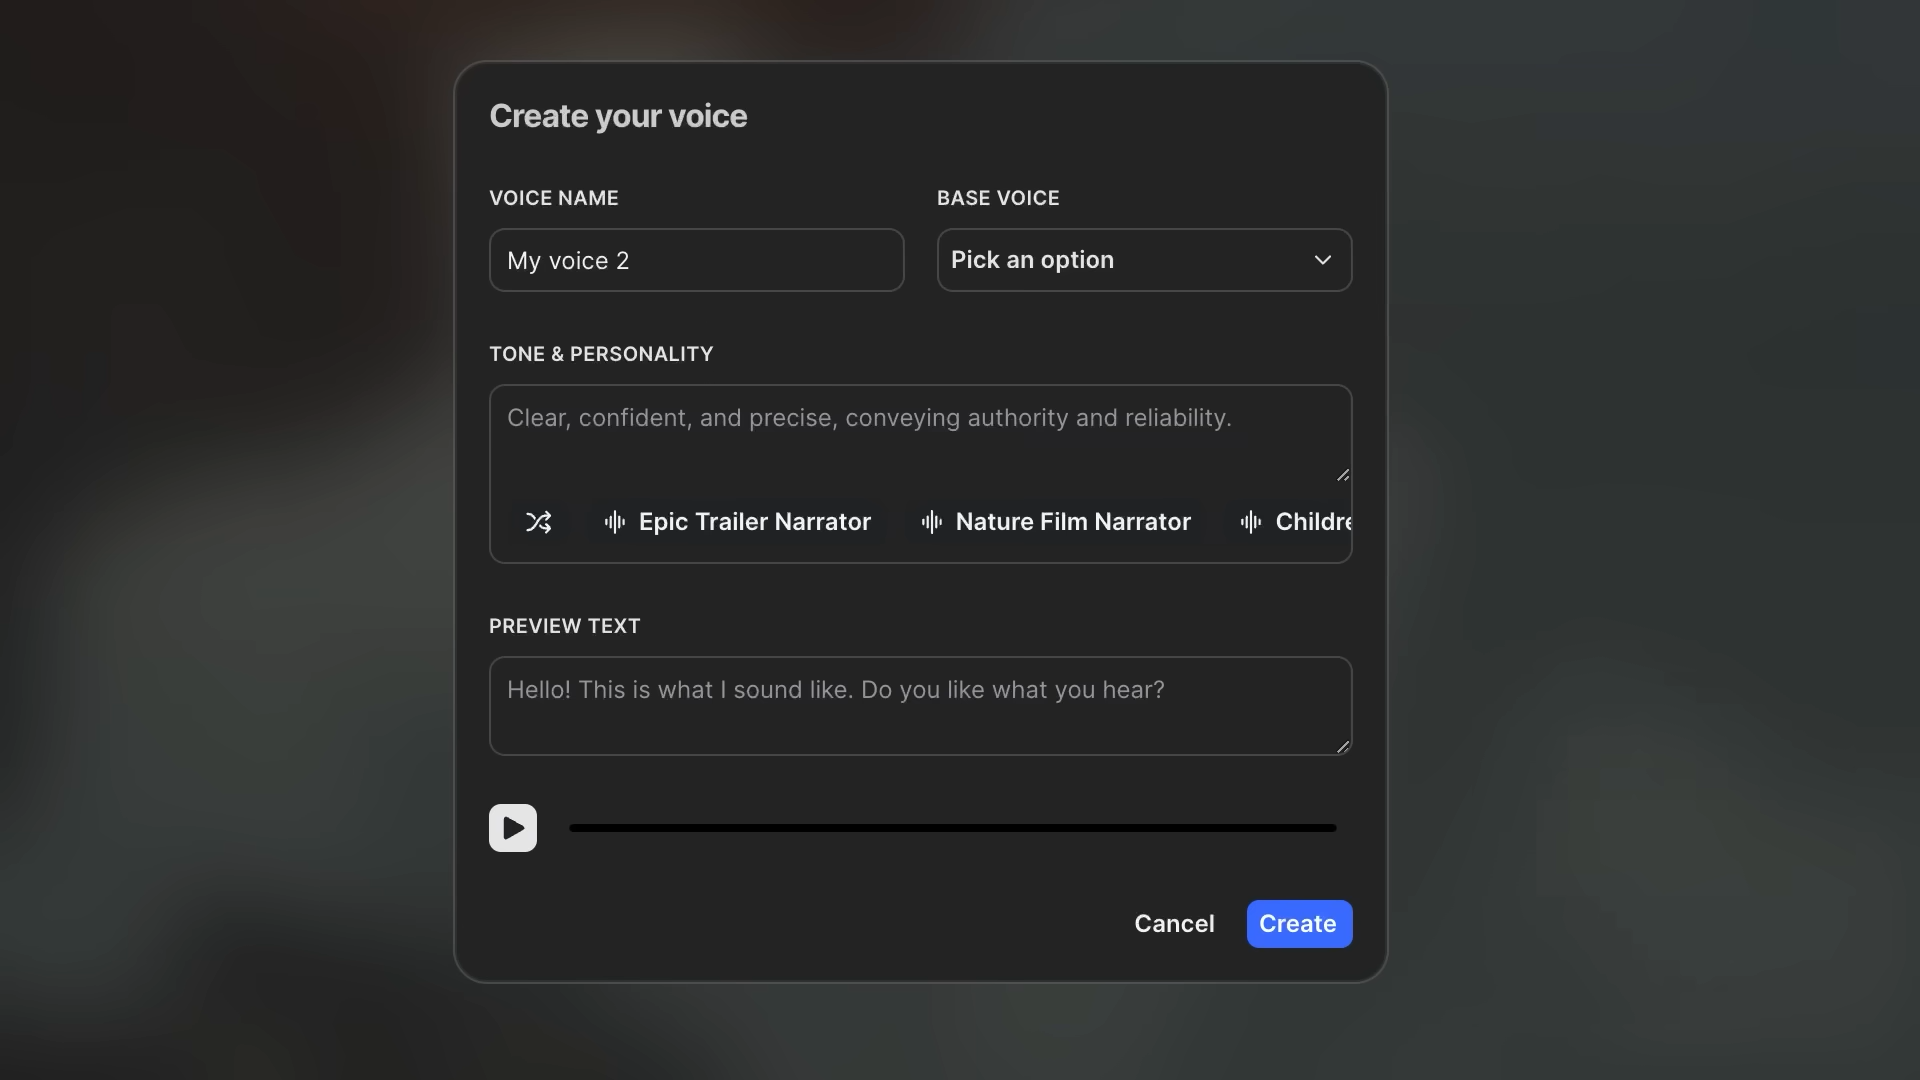 Create your voice
VOICE NAME
BASE VOICE
My voice 2
Pick an option
TONE & PERSONALITY
Clear, confident, and precise, conveying authority and reliability.
Epic Trailer Narrator
Nature Film Narrator
Childre
PREVIEW TEXT
Hello! This is what I sound like. Do you like what you hear?
Cancel
Create